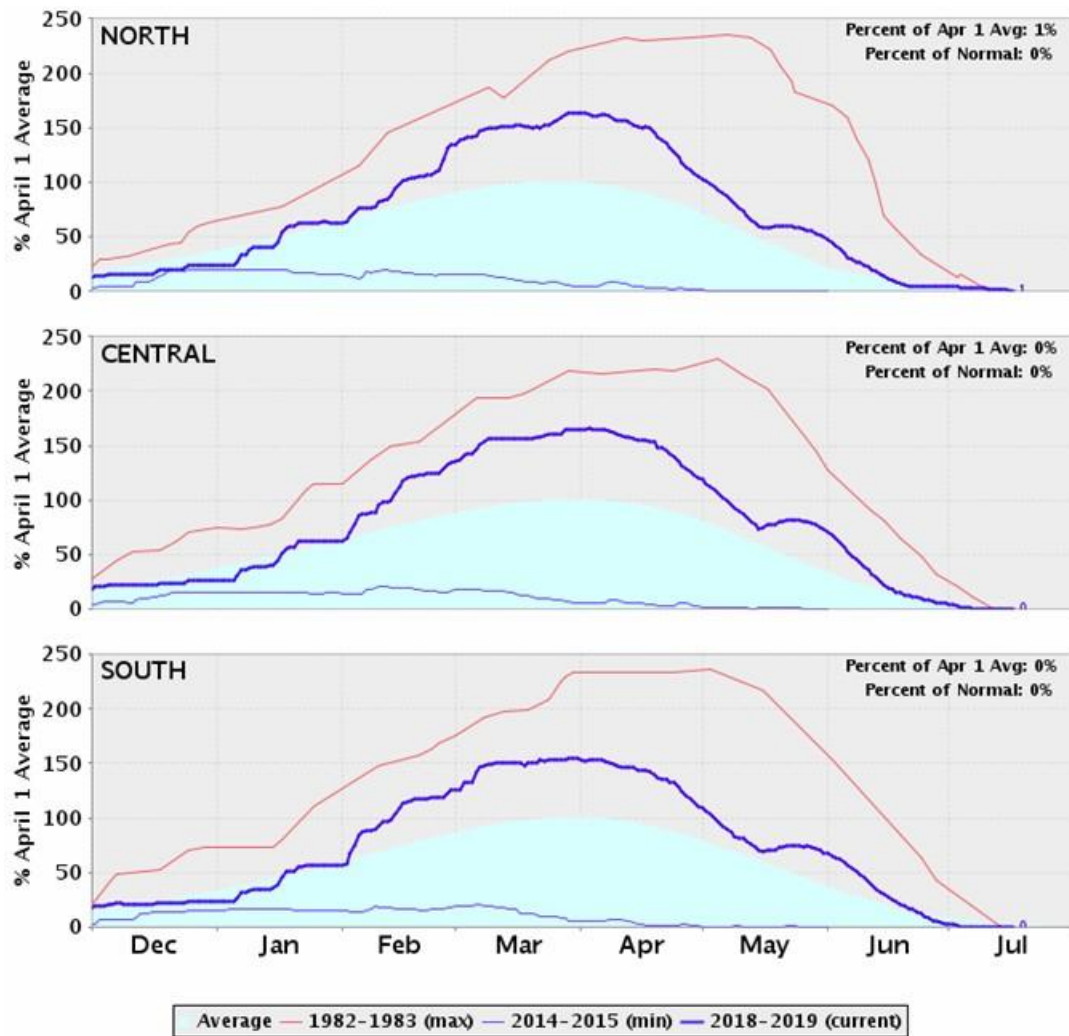 NORTH
Percent of Apr 1 Avg: 1%
Percent of Normal: 0%
% April 1 Average
250
200
150
100
50
0
1
CENTRAL
Percent of Apr 1 Avg: 0%
Percent of Normal: 0%
% April 1 Average
250
200
150
100
50
0
0
SOUTH
Percent of Apr 1 Avg: 0%
Percent of Normal: 0%
% April 1 Average
250
200
150
100
50
0
0
Dec Jan Feb Mar Apr May Jun Jul
Average 1982-1983 (max) 2014-2015 (min) 2018-2019 (current)